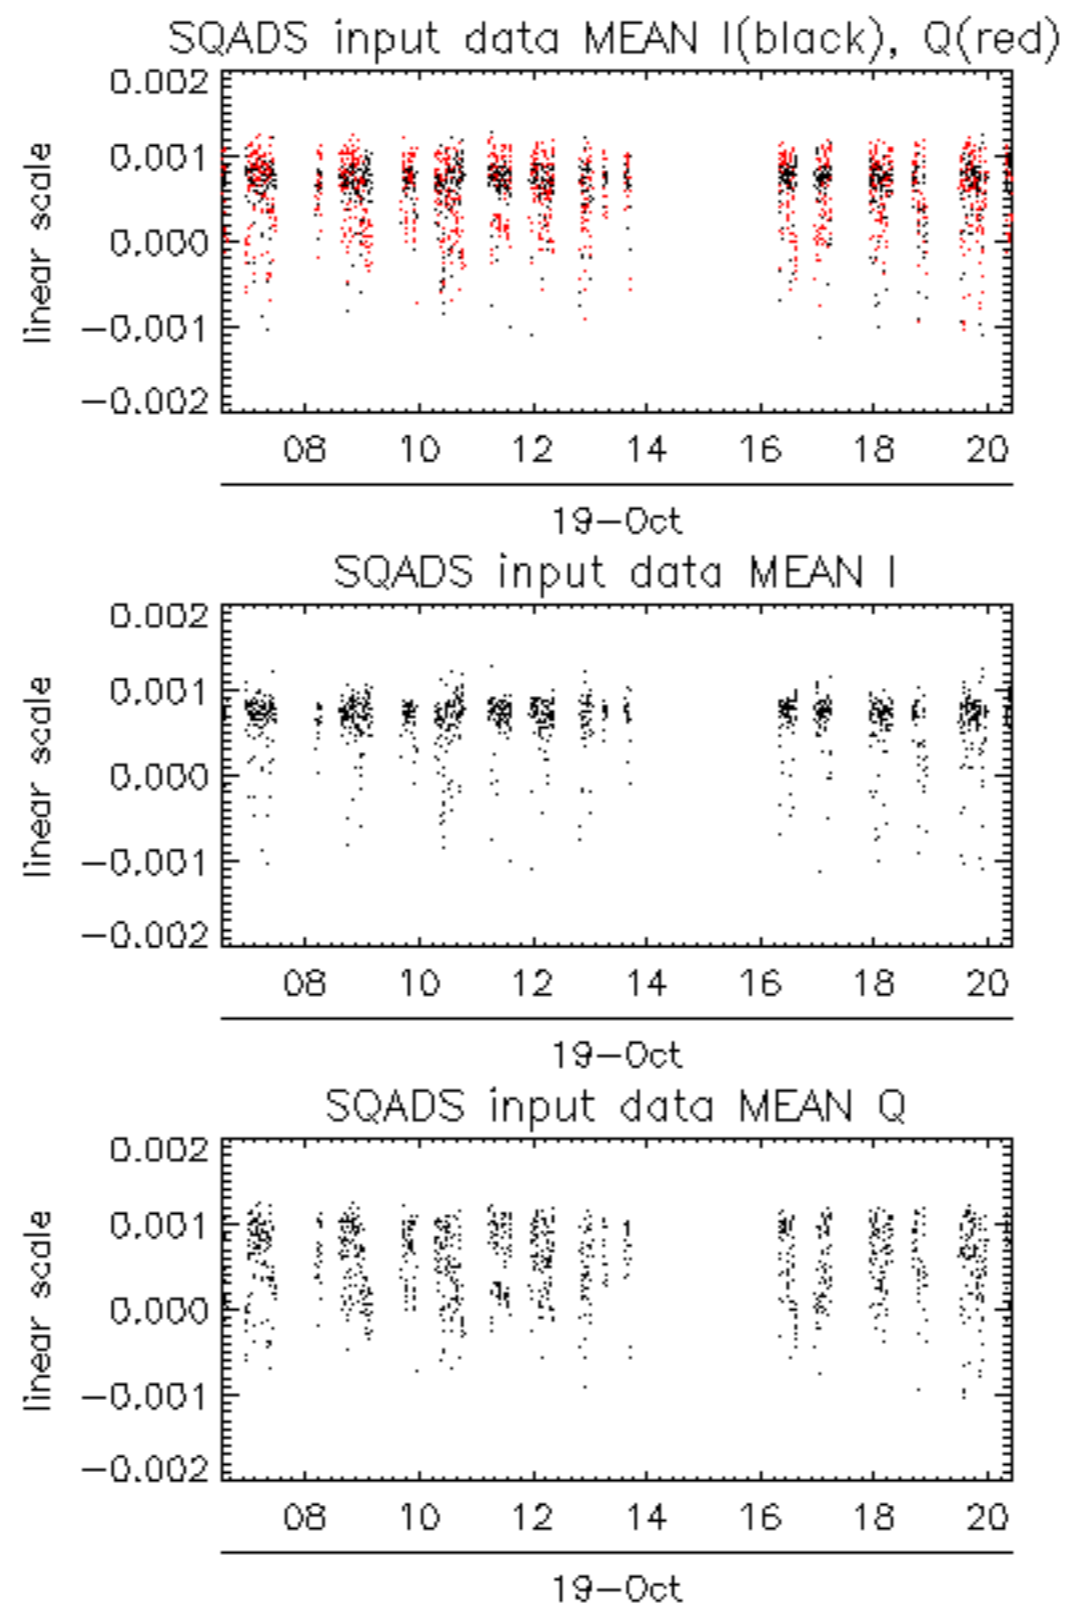 SQADS input data MEAN I(black), Q(red)
0.002
0.001
0.000
−0.001
−0.002
linear scale
08 10 12 14 16 18 20
19−Oct
SQADS input data MEAN I
0.002
0.001
0.000
−0.001
−0.002
linear scale
08 10 12 14 16 18 20
19−Oct
SQADS input data MEAN Q
0.002
0.001
0.000
−0.001
−0.002
linear scale
08 10 12 14 16 18 20
19−Oct